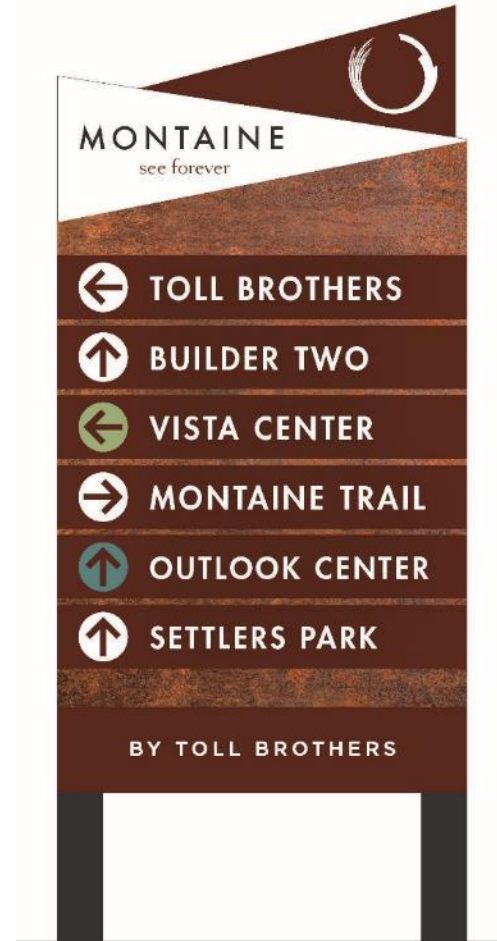 MONTAINE
see forever
TOLL BROTHERS
BUILDER TWO
VISTA CENTER
MONTAINE TRAIL
OUTLOOK CENTER
SETTLERS PARK
BY TOLL BROTHERS